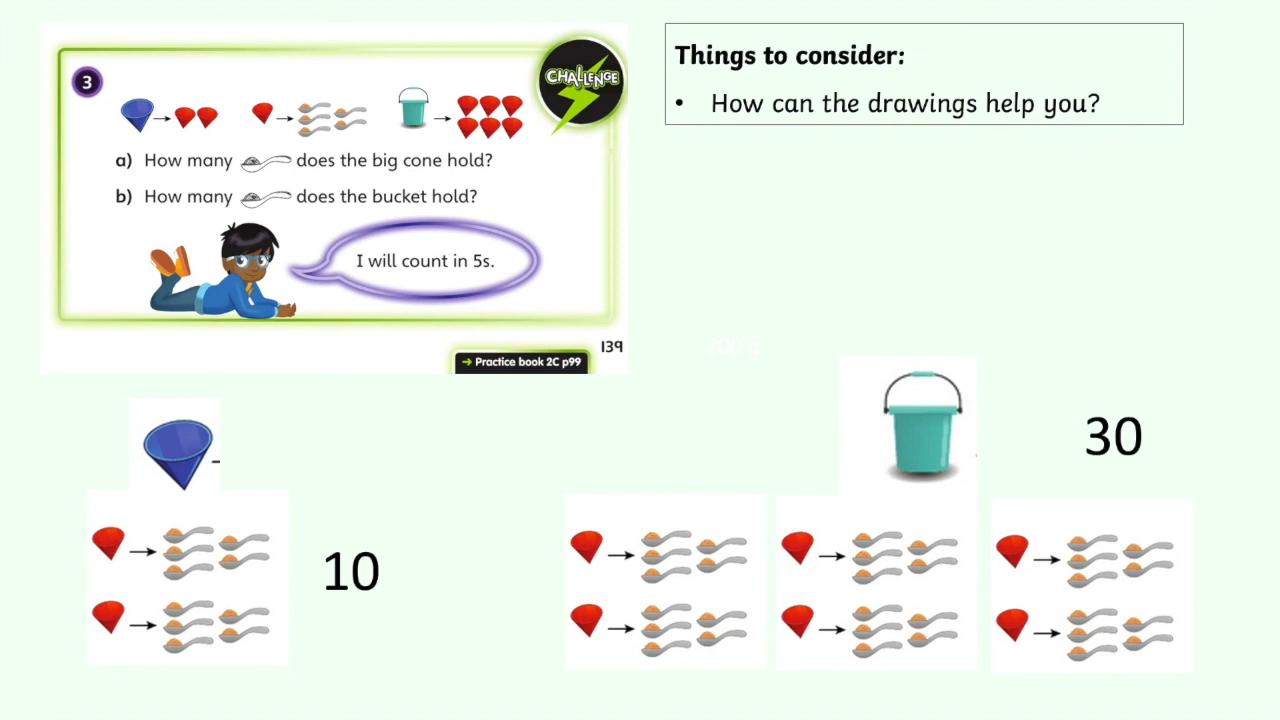 3
CHALLENGE
a) How many does the big cone hold?
b) How many does the bucket hold?
I will count in 5s.
139
→ Practice book 2C p99
Things to consider:
• How can the drawings help you?
200 g
30
10